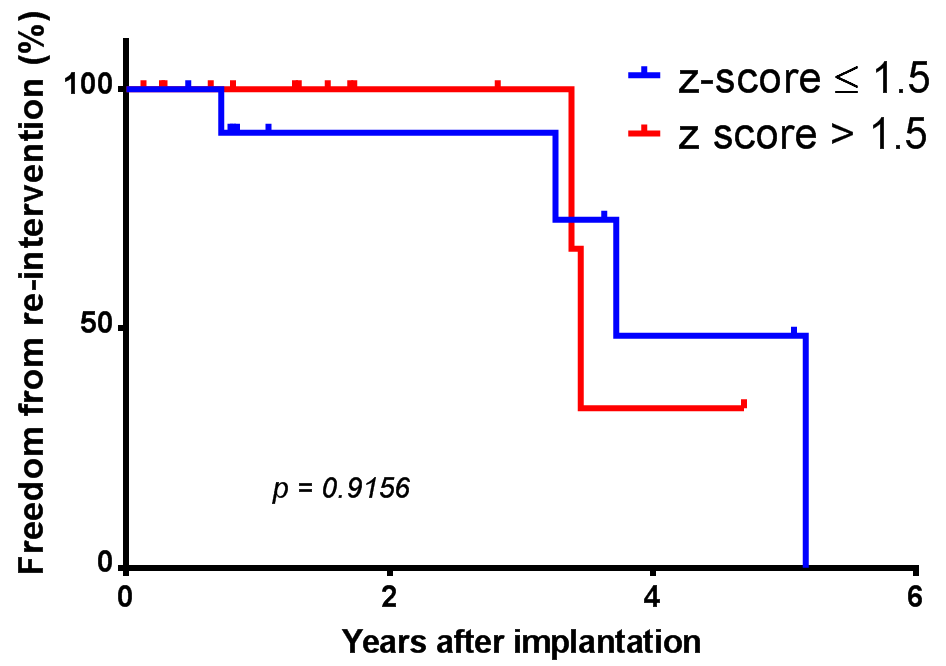 Freedom from re-intervention (%)
100
50
0
z-score ≤ 1.5
z score > 1.5
p = 0.9156
0 2 4 6
Years after implantation